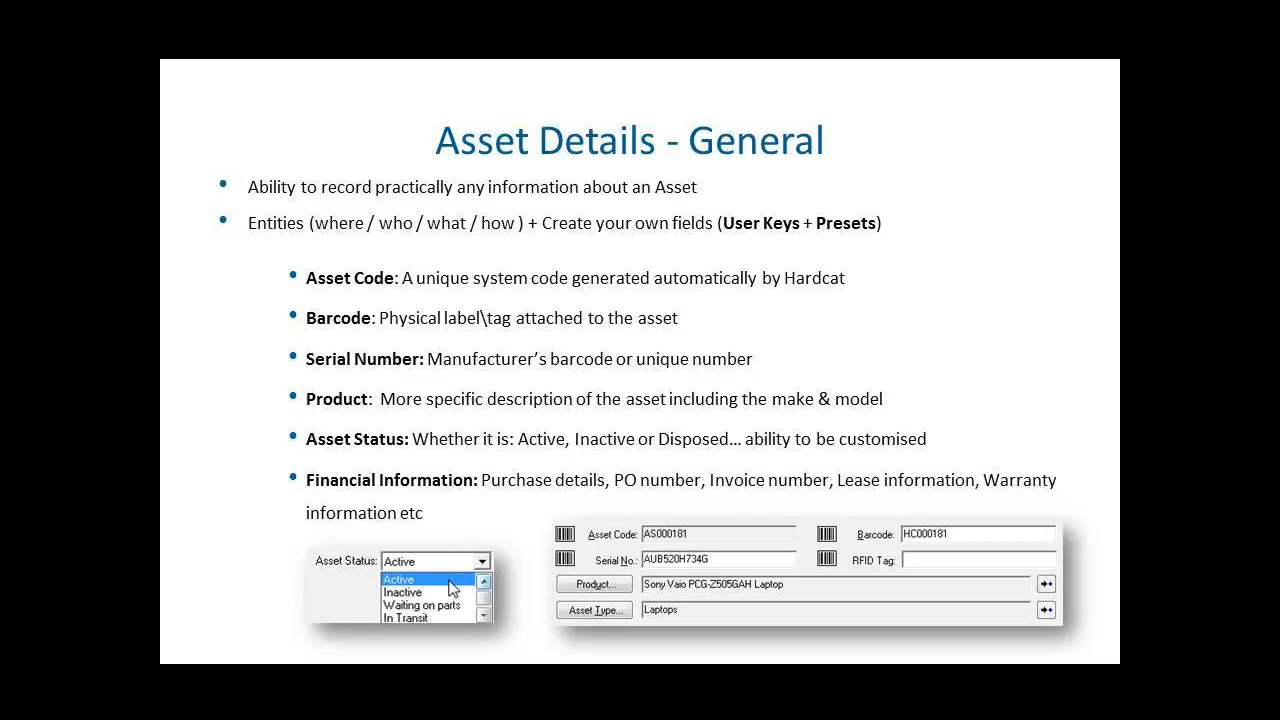 Asset Details - General
• Ability to record practically any information about an Asset
• Entities (where / who / what / how ) + Create your own fields (User Keys + Presets)
• Asset Code: A unique system code generated automatically by Hardcat
• Barcode: Physical label\tag attached to the asset
• Serial Number: Manufacturer’s barcode or unique number
• Product:  More specific description of the asset including the make & model
• Asset Status: Whether it is: Active, Inactive or Disposed... ability to be customised
• Financial Information: Purchase details, PO number, Invoice number, Lease information, Warranty
information etc
Asset Status: Active
Active
Inactive
Waiting on parts
In Transit
Asset Code: AS000181 Barcode: HC000181
Serial No.: AUB520H734G RFID Tag:
Product... Sony Vaio PCG-Z505GAH Laptop
Asset Type... Laptops